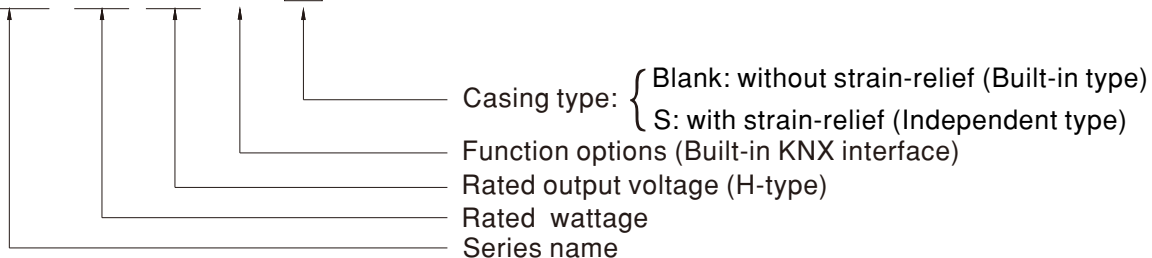 Casing type:
Blank: without strain-relief (Built-in type)
S: with strain-relief (Independent type)
Function options (Built-in KNX interface)
Rated output voltage (H-type)
Rated wattage
Series name